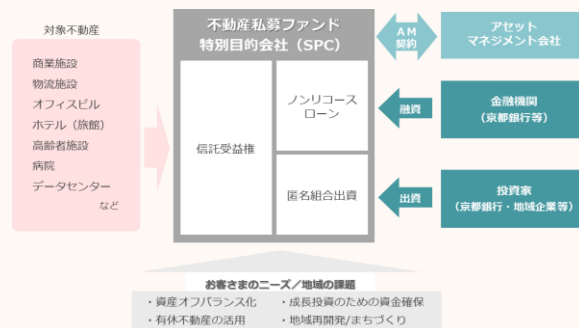 対象不動産
商業施設
物流施設
オフィスビル
ホテル（旅館）
高齢者施設
病院
データセンター
など
不動産私募ファンド
特別目的会社（SPC）
信託受益権
ノンリコース
ローン
匿名組合出資
AM
契約
アセット
マネジメント会社
融資
金融機関
（京都銀行等）
出資
投資家
（京都銀行・地域企業等）
お客さまのニーズ／地域の課題
・資産オフバランス化
・成長投資のための資金確保
・有休不動産の活用
・地域再開発/まちづくり